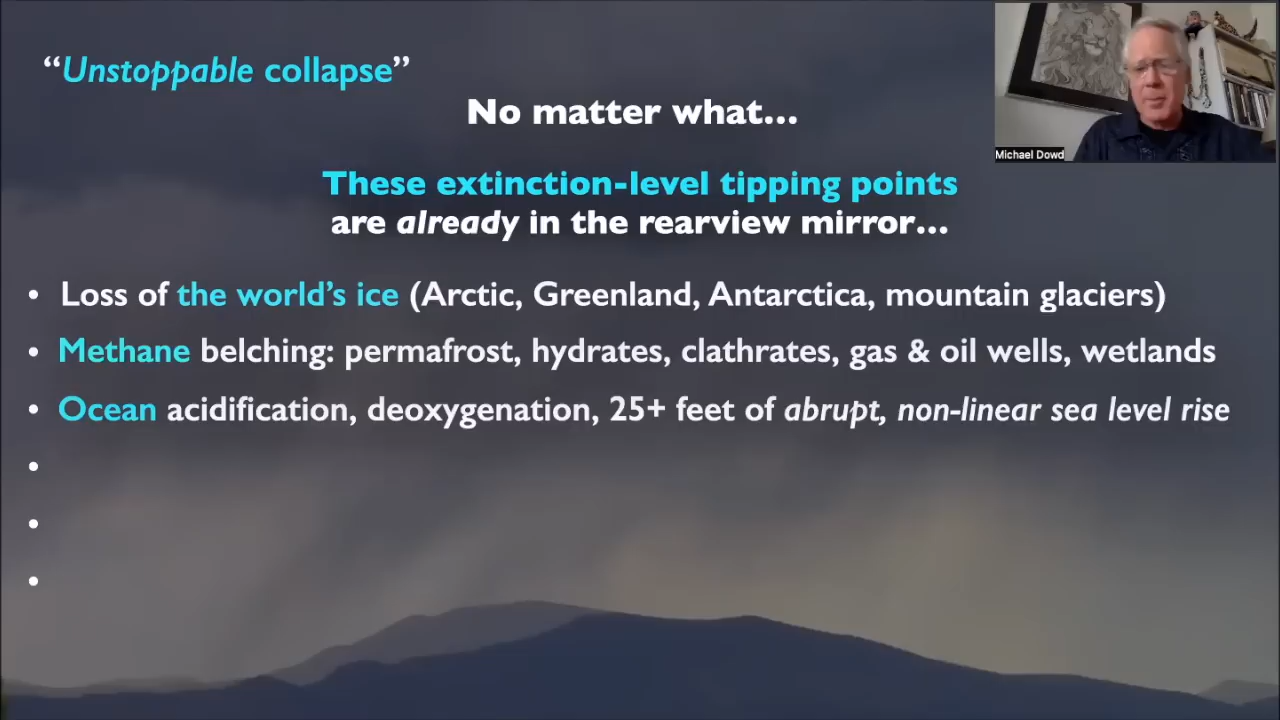 “Unstoppable collapse”
No matter what…
Michael Dowd
These extinction-level tipping points
are already in the rearview mirror…
• Loss of the world’s ice (Arctic, Greenland, Antarctica, mountain glaciers)
• Methane belching: permafrost, hydrates, clathrates, gas & oil wells, wetlands
• Ocean acidification, deoxygenation, 25+ feet of abrupt, non-linear sea level rise
•
•
•